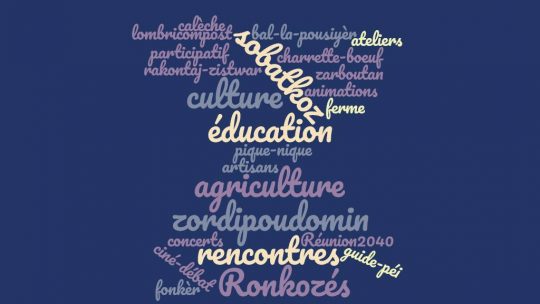 calèche
lombricompost bal-la-pousiyèr
ateliers
participatif sobatkoz charrette-boeuf
rakontaj-zistwar zarboutan
culture animations
ferme
éducation
pique-nique
artisans
agriculture
zordipoudomin
concerts Réunion2040
ciné-débat rencontres guide-péi
fonkèr Ronkozés